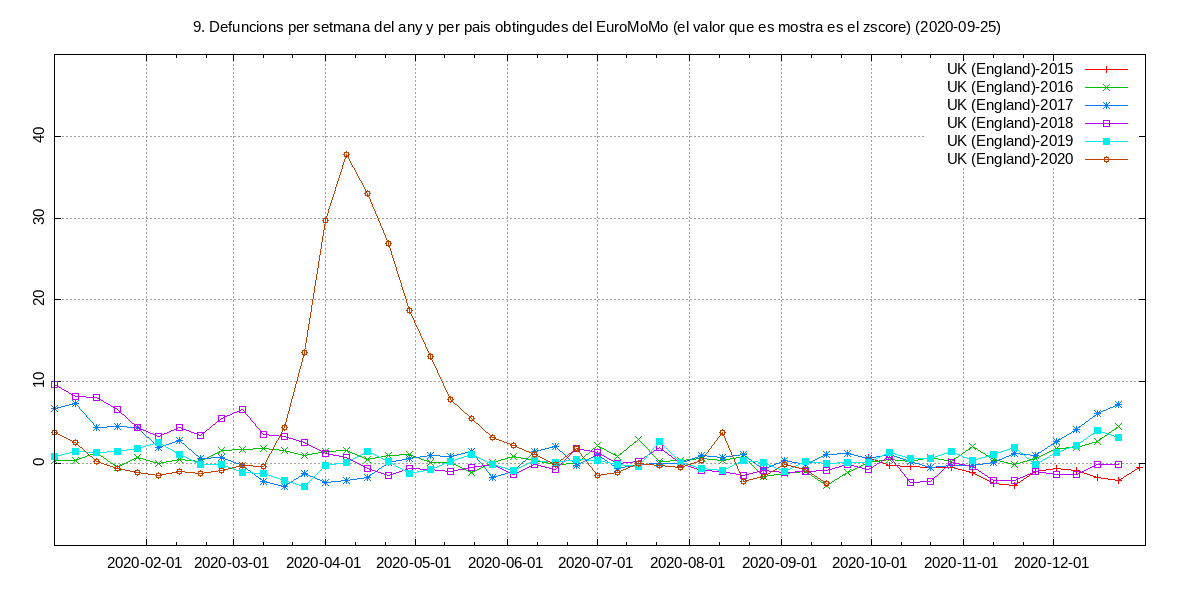 9. Defuncions per setmana del any y per pais obtingudes del EuroMoMo (el valor que es mostra es el zscore) (2020-09-25)
UK (England)-2015
UK (England)-2016
UK (England)-2017
UK (England)-2018
UK (England)-2019
UK (England)-2020
40
30
20
10
0
2020-02-01 2020-03-01 2020-04-01 2020-05-01 2020-06-01 2020-07-01 2020-08-01 2020-09-01 2020-10-01 2020-11-01 2020-12-01